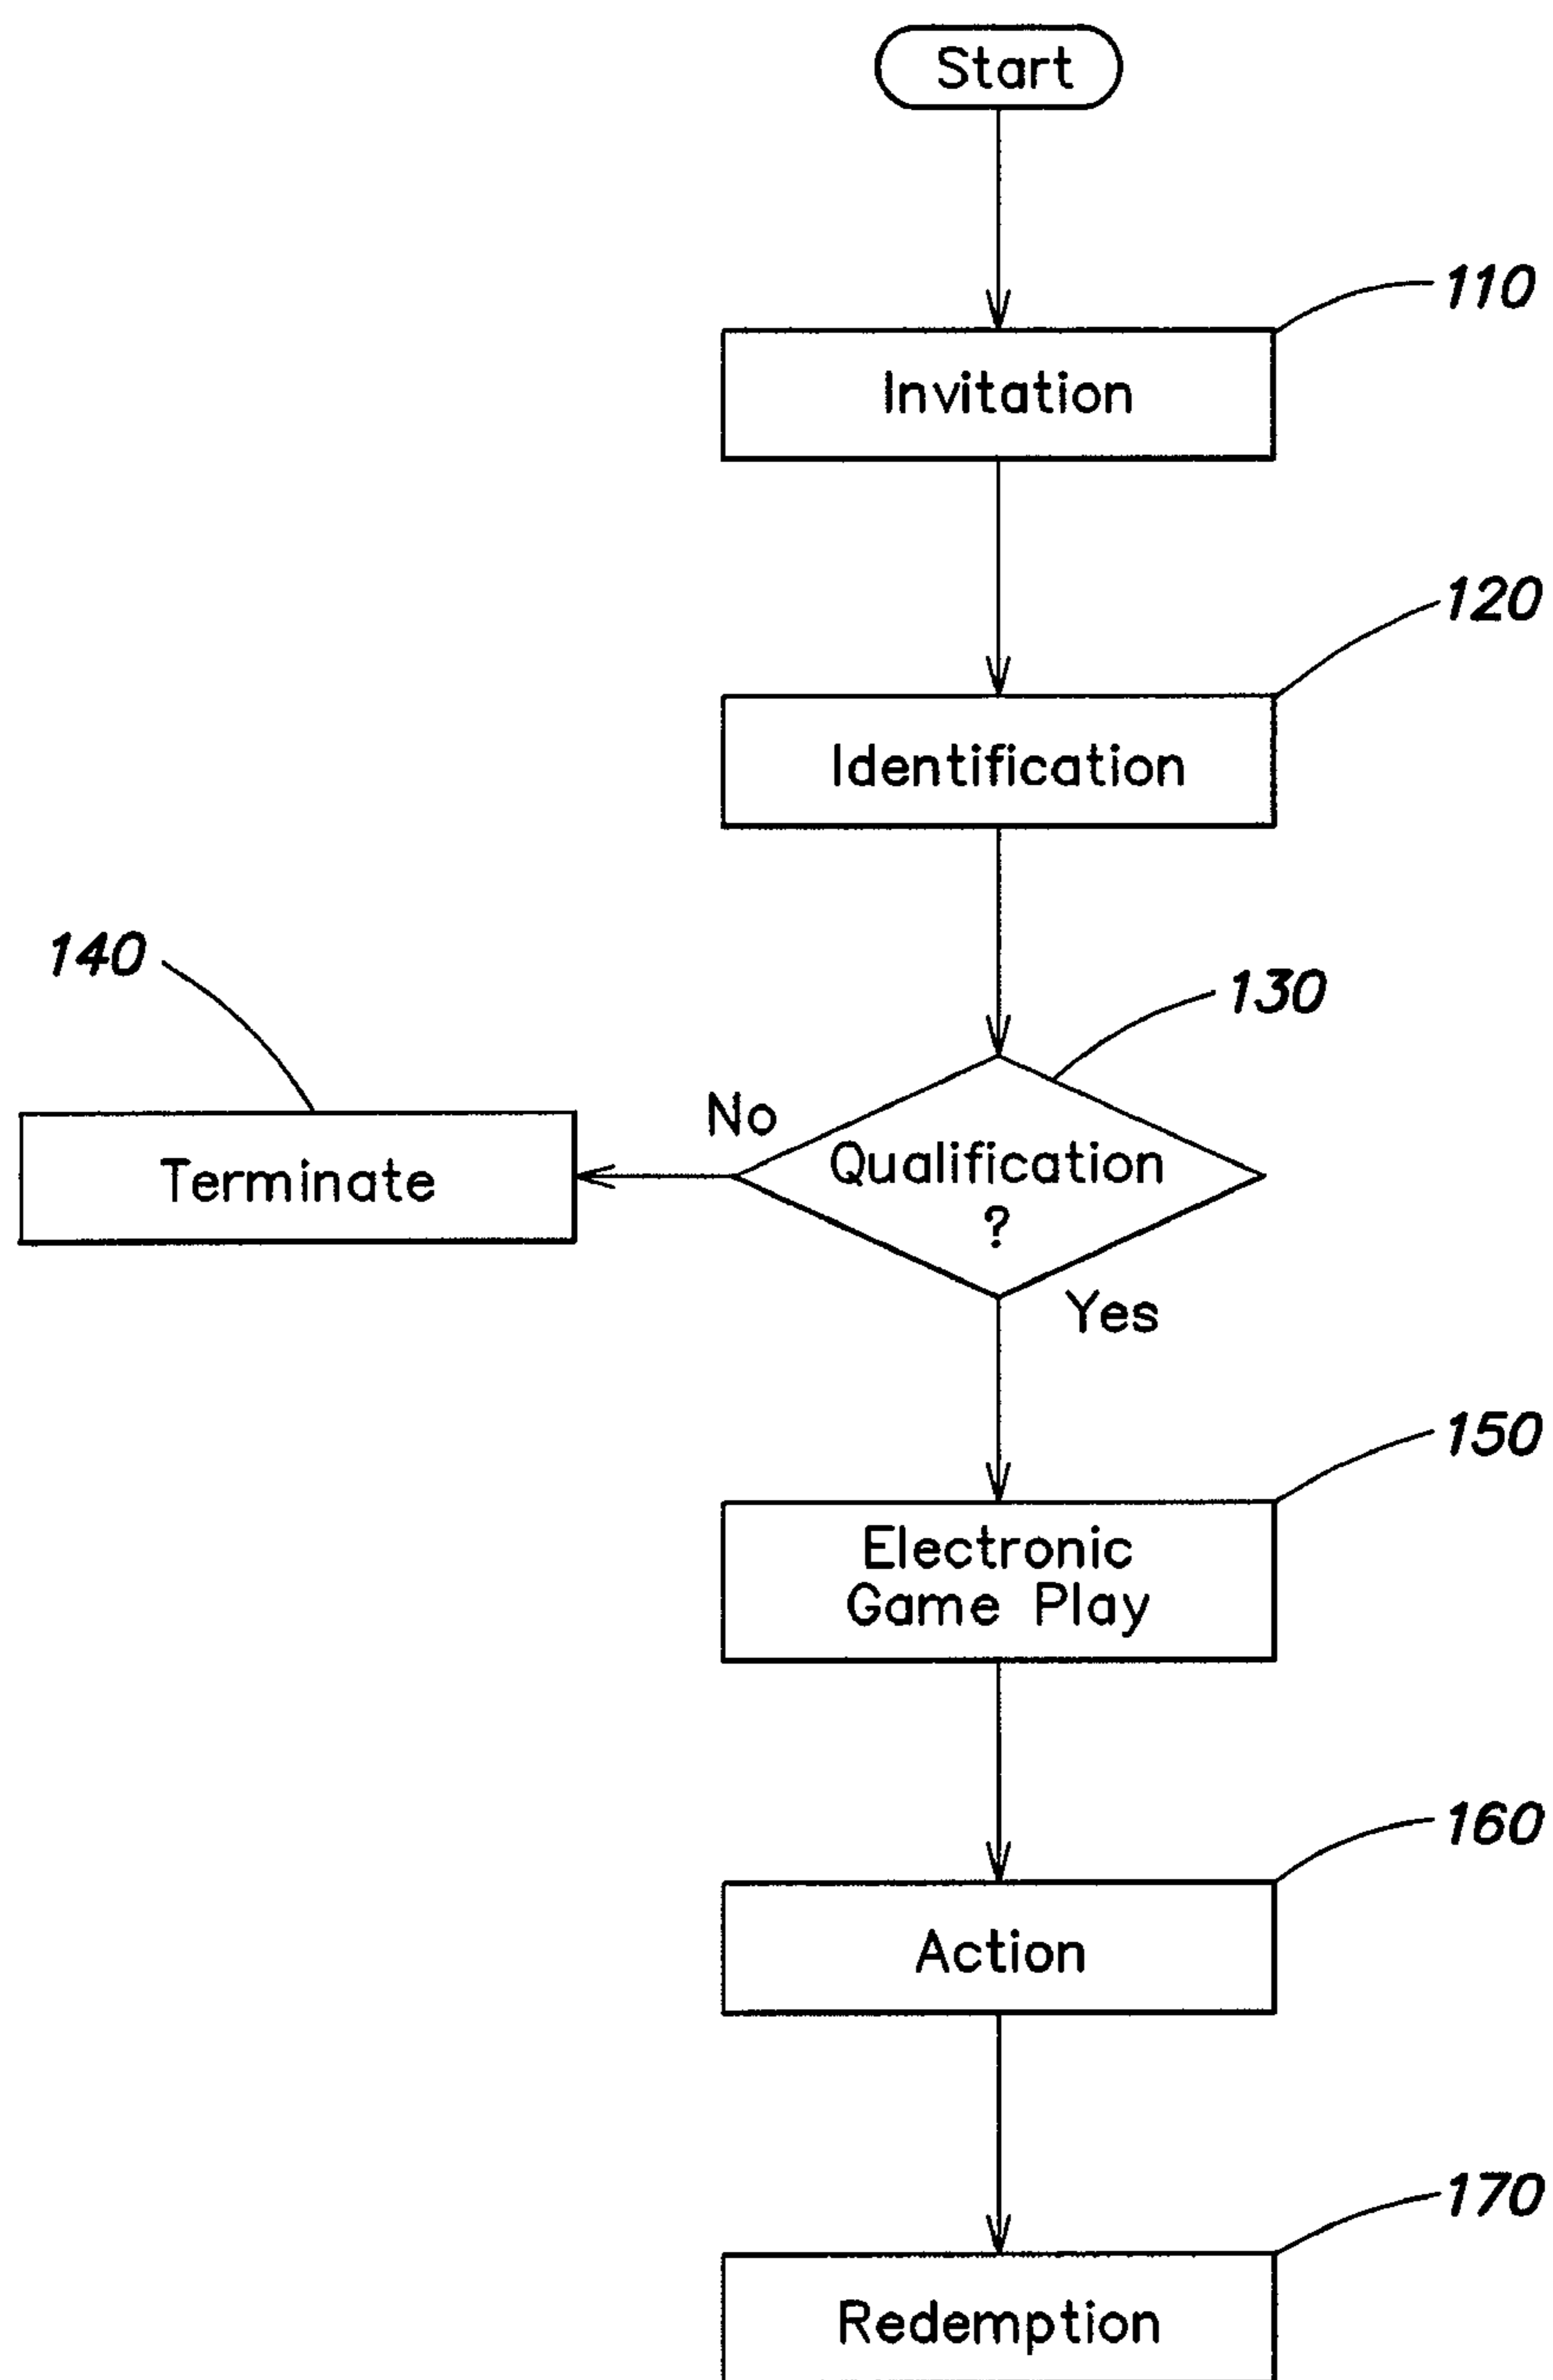 Start
110
Invitation
120
Identification
140
130
No
Qualification
?
Terminate
Yes
150
Electronic
Game Play
160
Action
170
Redemption